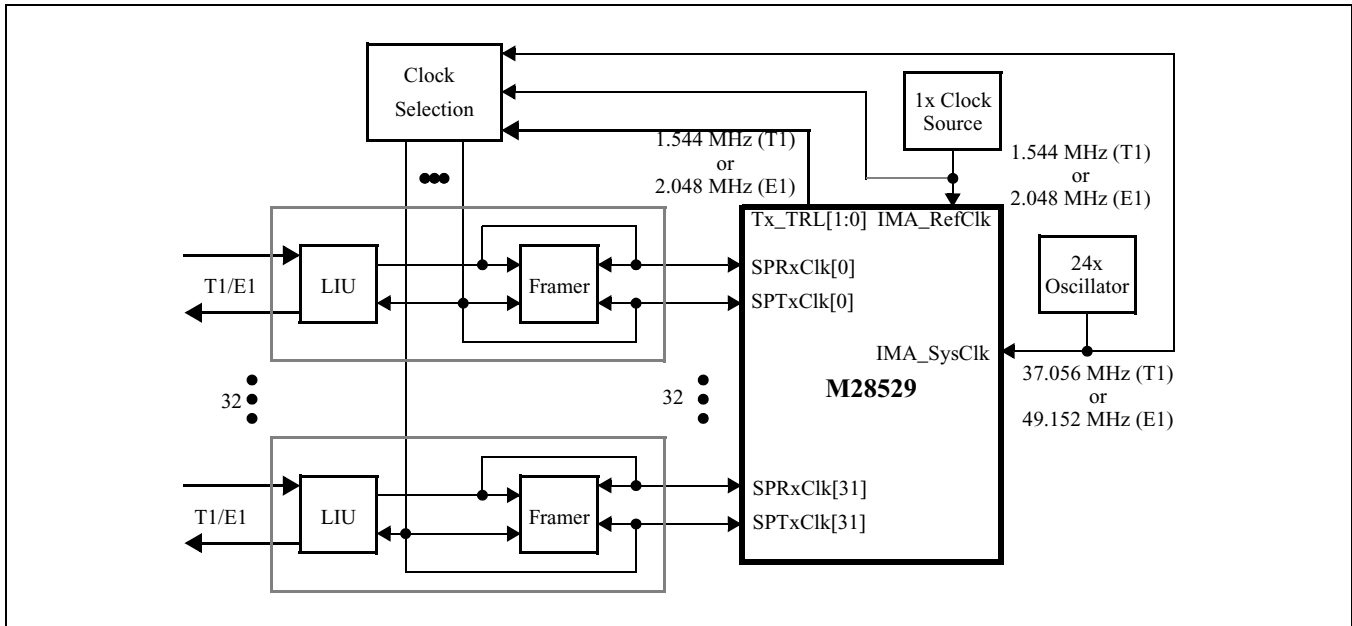 Clock
Selection
1x Clock
Source
1.544 MHz (T1)
or
2.048 MHz (E1)
1.544 MHz (T1)
or
2.048 MHz (E1)
Tx_TRL[1:0] IMA_RefClk
LIU
Framer
T1/E1
SPRxClk[0]
SPTxClk[0]
24x
Oscillator
IMA_SysClk
M28529
37.056 MHz (T1)
or
49.152 MHz (E1)
32
32
LIU
Framer
T1/E1
SPRxClk[31]
SPTxClk[31]